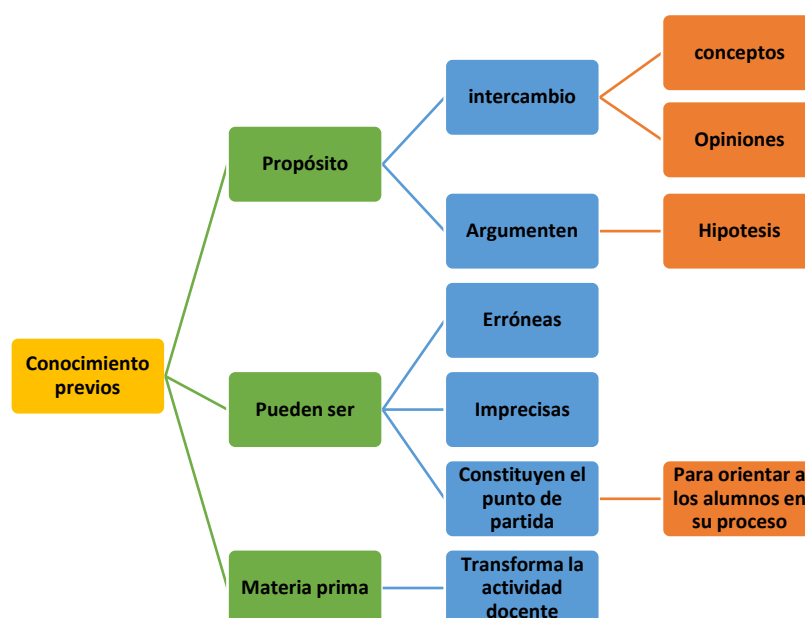 conceptos
intercambio
Opiniones
Propósito
Argumenten
Hipotesis
Erróneas
Conocimiento
previos
Pueden ser
Imprecisas
Constituyen el
punto de
partida
Para orientar a
los alumnos en
su proceso
Materia prima
Transforma la
actividad
docente